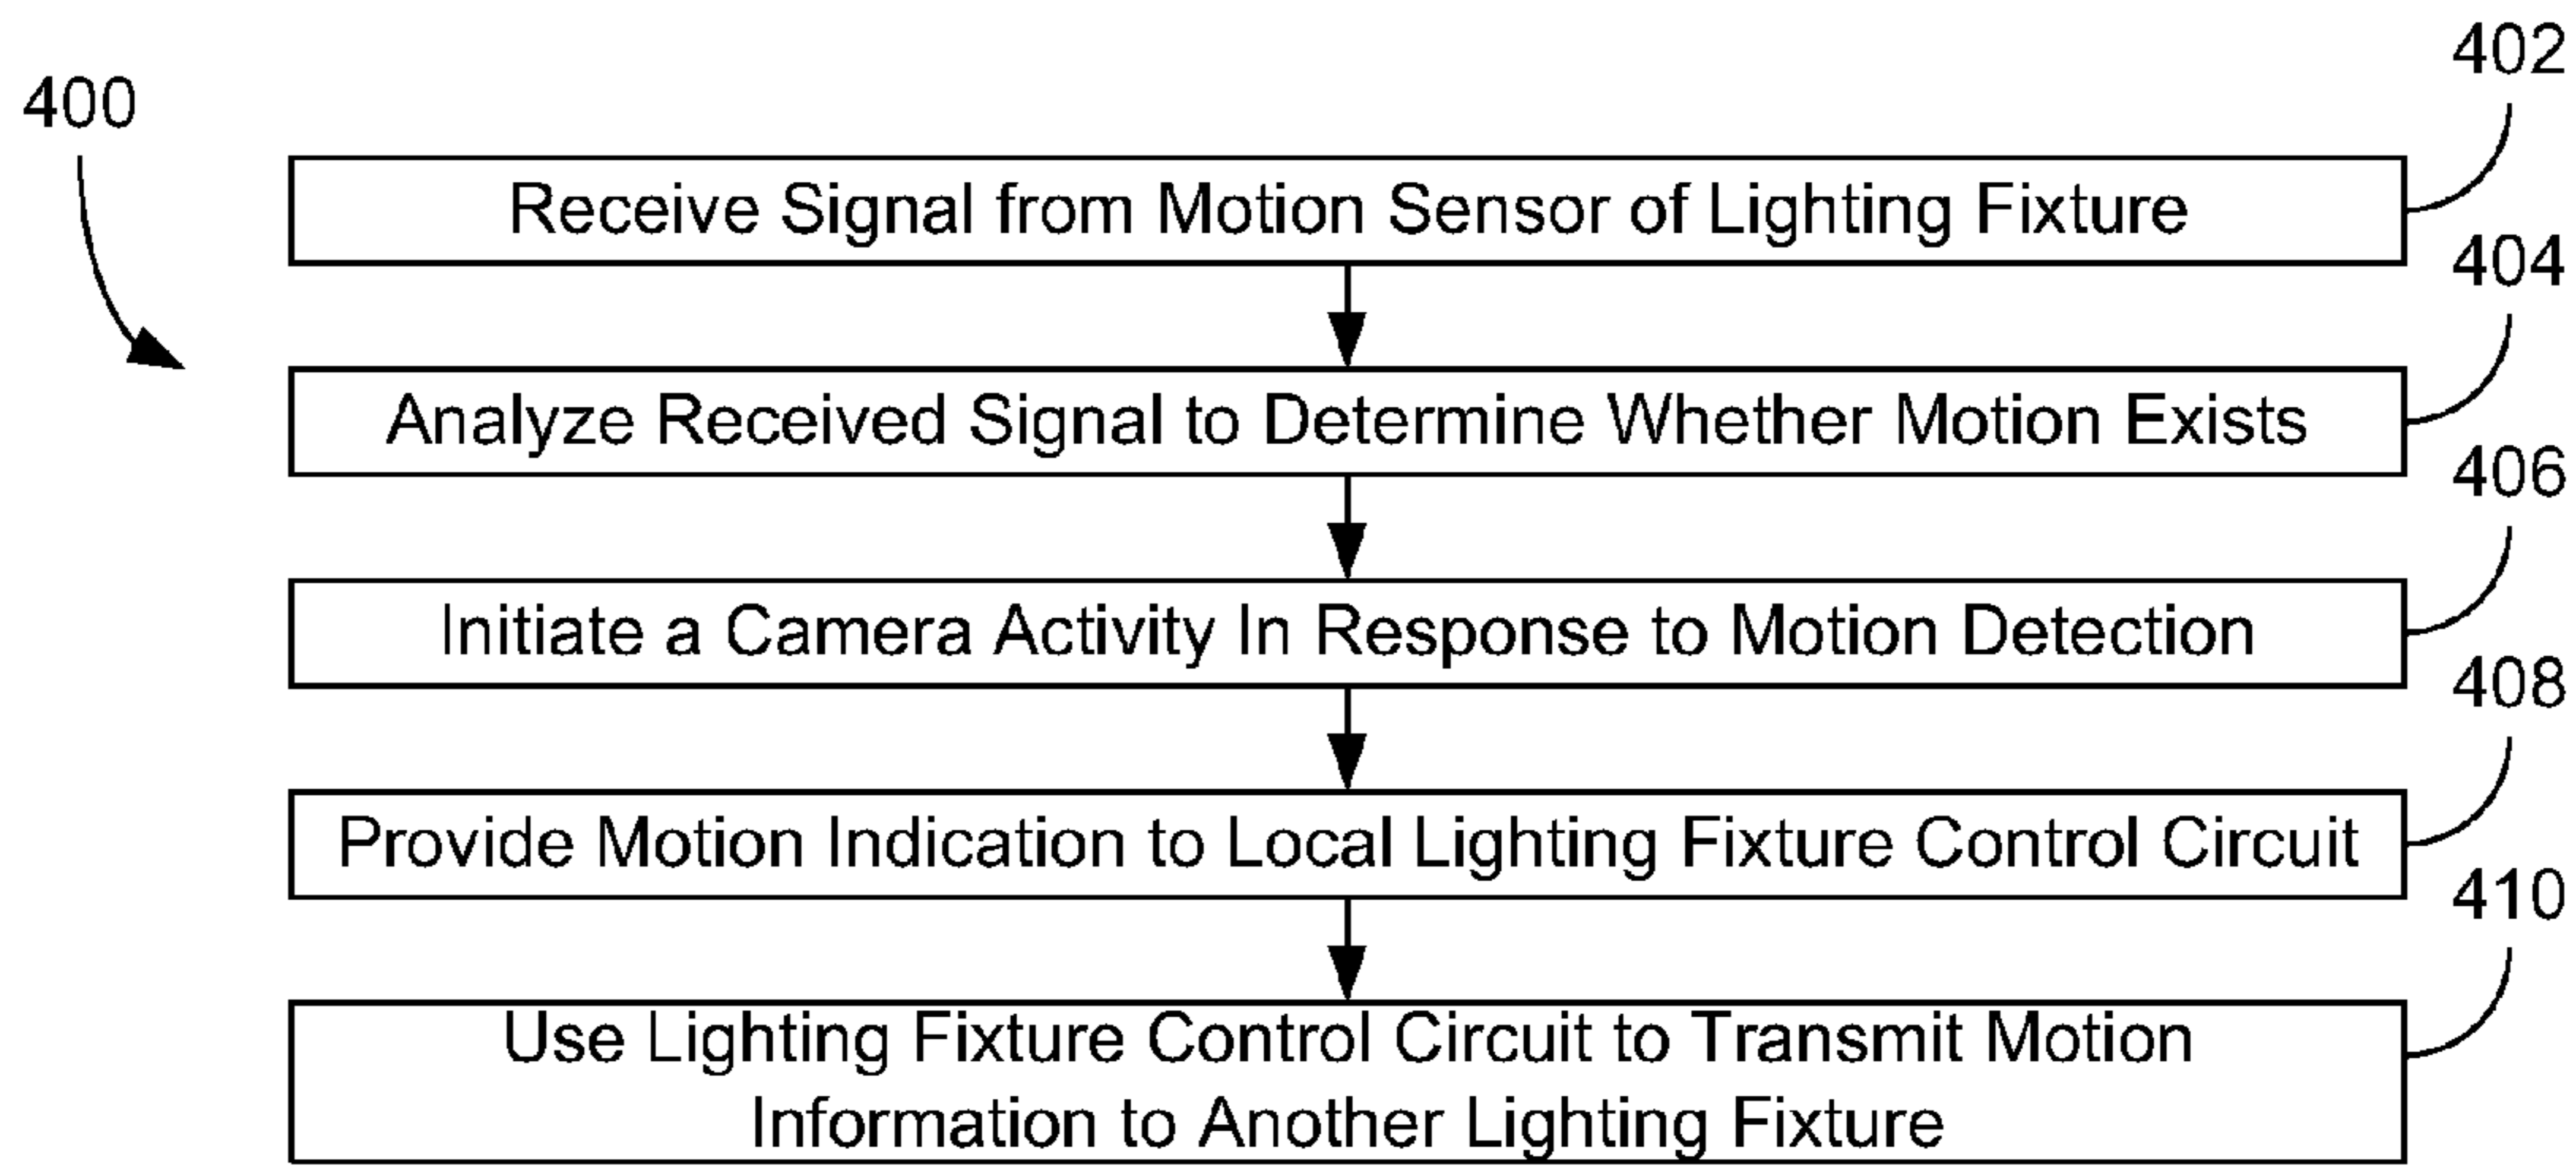 400
402
Receive Signal from Motion Sensor of Lighting Fixture
404
Analyze Received Signal to Determine Whether Motion Exists
406
Initiate a Camera Activity In Response to Motion Detection
408
Provide Motion Indication to Local Lighting Fixture Control Circuit
410
Use Lighting Fixture Control Circuit to Transmit Motion
Information to Another Lighting Fixture